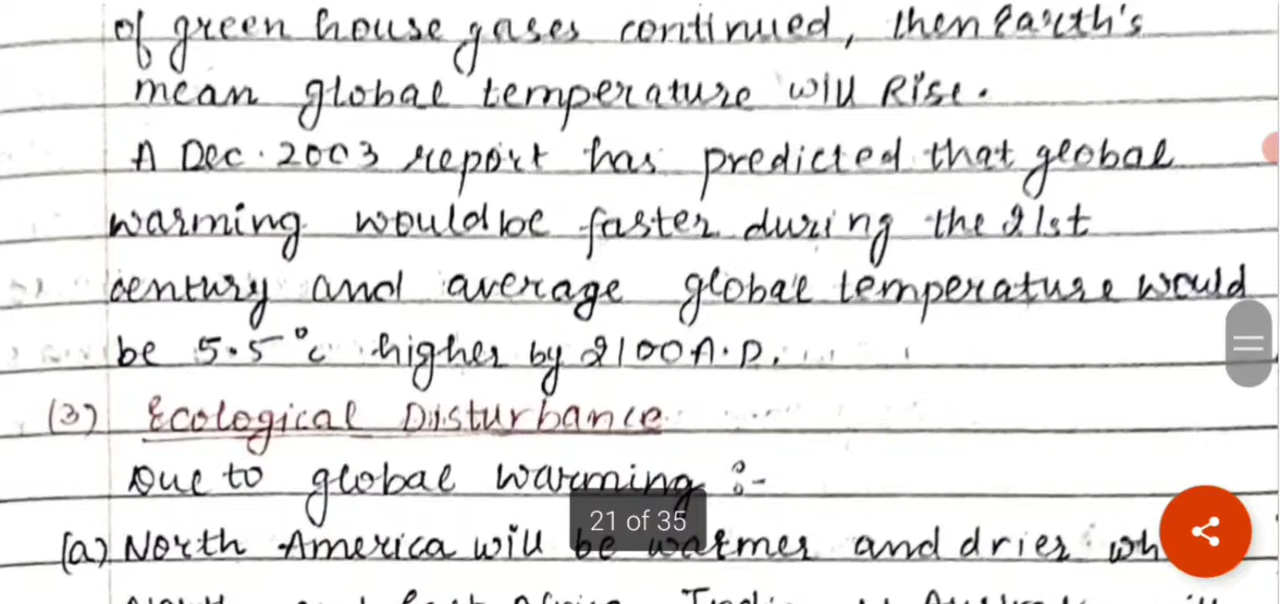 of green house gases continued, then Earth's
mean global temperature will Rise.
A Dec. 2003 report has predicted that global
warming would be faster during the 21st
century and average global temperature would
be 5.5°c higher by 2100 A.D.
(3) Ecological Disturbance
Due to global warming :-
21 of 35
(a) North America will be warmer and drier wh